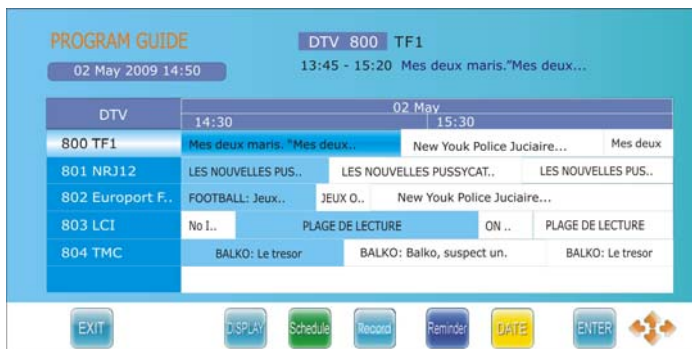 PROGRAM GUIDE
DTV 800 TF1
02 May 2009 14:50
13:45 - 15:20 Mes deux maris."Mes deux...
DTV
02 May
14:30 15:30
800 TF1 Mes deux maris. "Mes deux.. New Youk Police Juciaire... Mes deux
801 NRJ12 LES NOUVELLES PUS.. LES NOUVELLES PUSSYCAT.. LES NOUVELLES PUS..
802 Europort F.. FOOTBALL: Jeux.. JEUX O.. New Youk Police Juciaire...
803 LCI No I.. PLAGE DE LECTURE ON .. PLAGE DE LECTURE
804 TMC BALKO: Le tresor BALKO: Balko, suspect un. BALKO: Le tresor
EXIT DISPLAY Schedule Record Reminder DATE ENTER